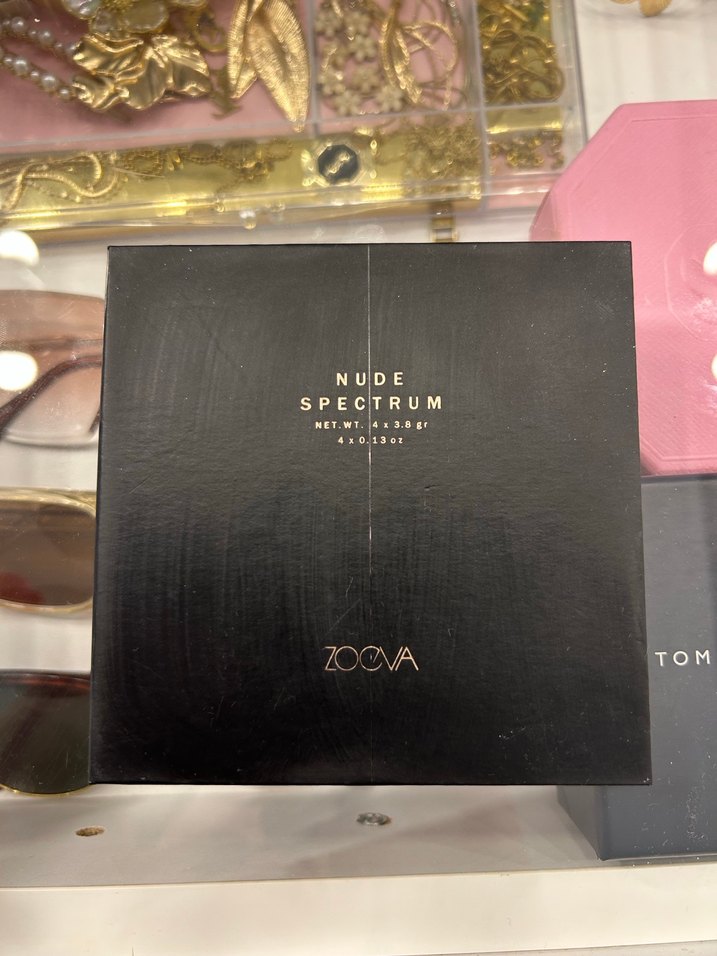 NUDE
SPECTRUM
NET.WT. 4 x 3.8 gr
4 x 0.13 oz
ZOEVA
TOM